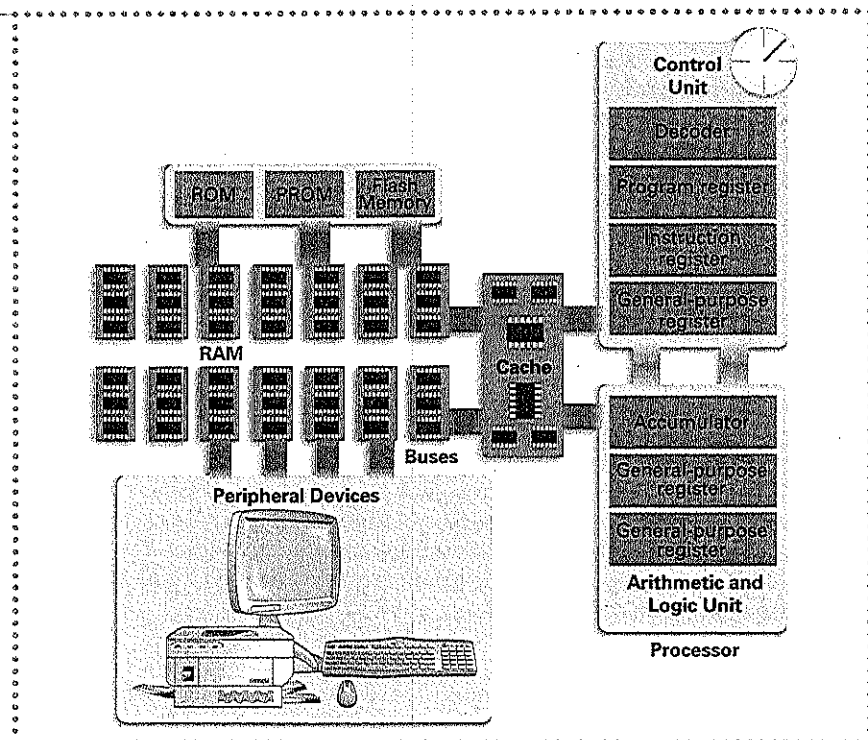 Control
Unit
Decoder
Program register
Instruction
register
General-purpose
register
ROM
PROM
Flash
Memory
RAM
Cache
Buses
Accumulator
General-purpose
register
General-purpose
register
Arithmetic and
Logic Unit
Processor
Peripheral Devices